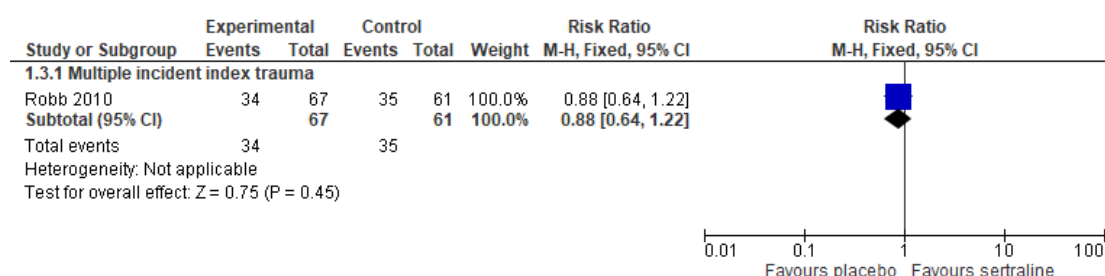 Experimental Control Risk Ratio Risk Ratio
Study or Subgroup Events Total Events Total Weight M-H, Fixed, 95% CI M-H, Fixed, 95% CI
1.3.1 Multiple incident index trauma
Robb 2010 34 67 35 61 100.0% 0.88 [0.64, 1.22]
Subtotal (95% CI) 67 61 100.0% 0.88 [0.64, 1.22]
Total events 34 35
Heterogeneity: Not applicable
Test for overall effect: Z = 0.75 (P = 0.45)
0.01 0.1 1 10 100
Favours placebo Favours sertraline